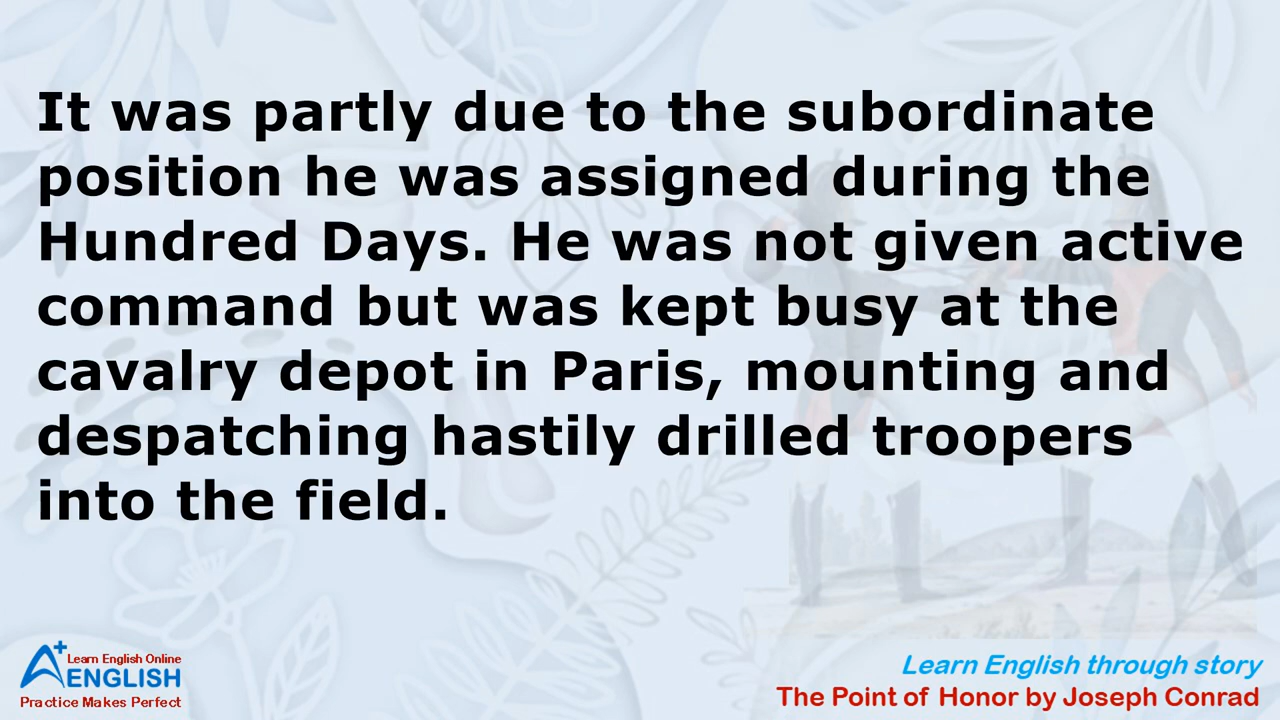 It was partly due to the subordinate
position he was assigned during the
Hundred Days. He was not given active
command but was kept busy at the
cavalry depot in Paris, mounting and
despatching hastily drilled troopers
into the field.
A+ Learn English Online
ENGLISH
Practice Makes Perfect
Learn English through story
The Point of Honor by Joseph Conrad